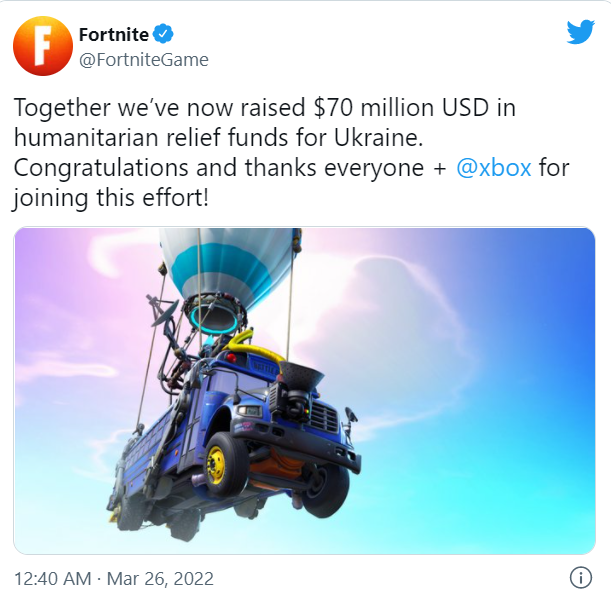 Fortnite
@FortniteGame
Together we’ve now raised $70 million USD in
humanitarian relief funds for Ukraine.
Congratulations and thanks everyone + @xbox for
joining this effort!
12:40 AM · Mar 26, 2022